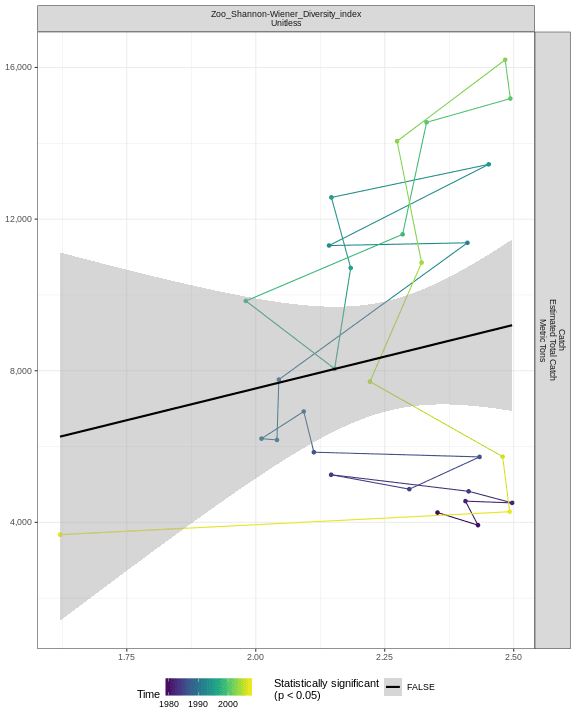 Zoo_Shannon-Wiener_Diversity_index
Unitless
16,000
12,000
8,000
4,000
1.75
2.00
2.25
2.50
Catch
Estimated Total Catch
Metric Tons
Time
1980
1990
2000
Statistically significant
(p < 0.05)
FALSE